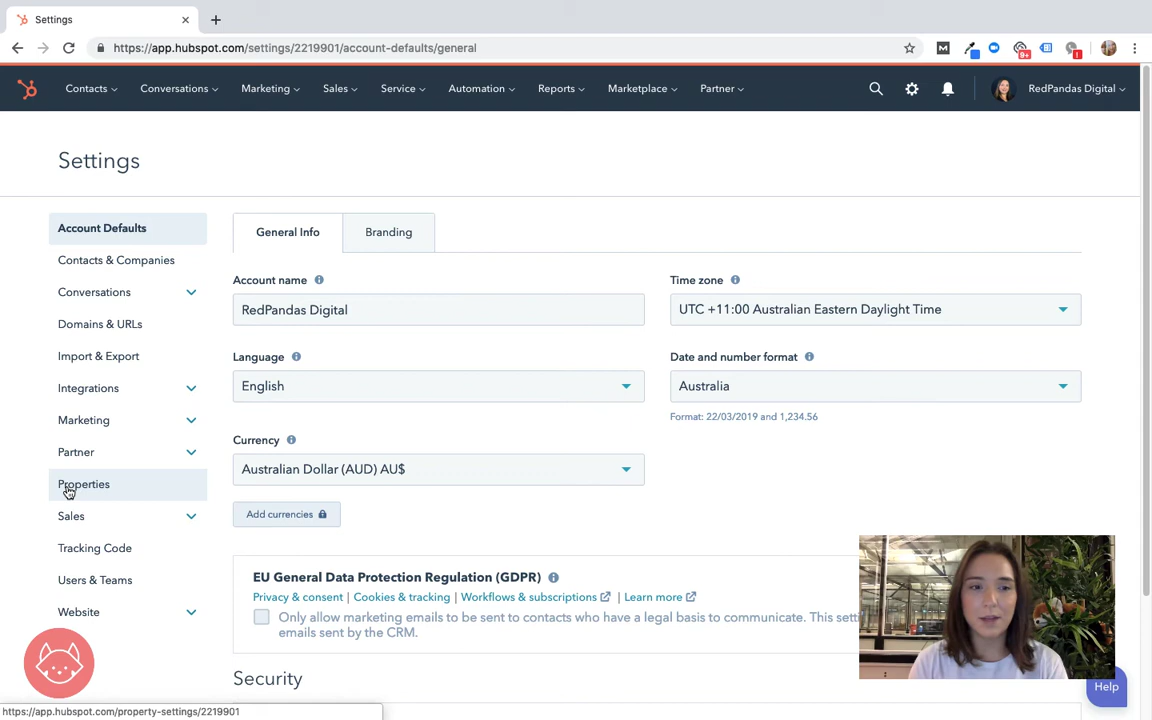 Settings
https://app.hubspot.com/settings/2219901/account-defaults/general
M
9+
!
Contacts
Conversations
Marketing
Sales
Service
Automation
Reports
Marketplace
Partner
RedPandas Digital
Settings
Account Defaults
Contacts & Companies
Conversations
Domains & URLs
Import & Export
Integrations
Marketing
Partner
Properties
Sales
Tracking Code
Users & Teams
Website
General Info
Branding
Account name
RedPandas Digital
Time zone
UTC +11:00 Australian Eastern Daylight Time
Language
English
Date and number format
Australia
Format: 22/03/2019 and 1,234.56
Currency
Australian Dollar (AUD) AU$
Add currencies
EU General Data Protection Regulation (GDPR)
Privacy & consent | Cookies & tracking | Workflows & subscriptions | Learn more
Only allow marketing emails to be sent to contacts who have a legal basis to communicate. This
emails sent by the CRM.
Security
Help
https://app.hubspot.com/property-settings/2219901